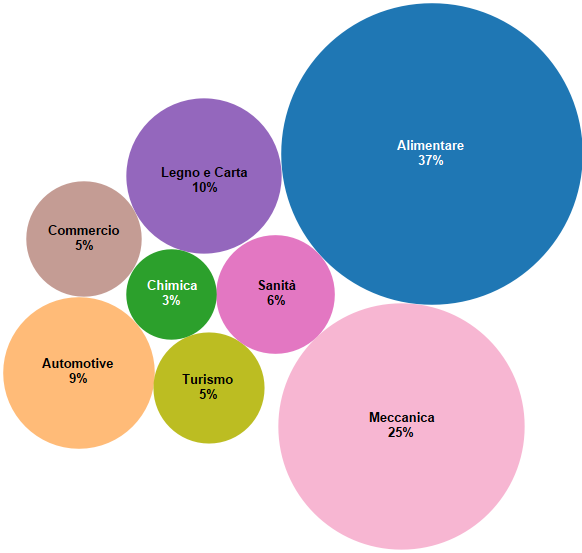 Alimentare
37%
Legno e Carta
10%
Commercio
5%
Chimica
3%
Sanità
6%
Automotive
9%
Turismo
5%
Meccanica
25%